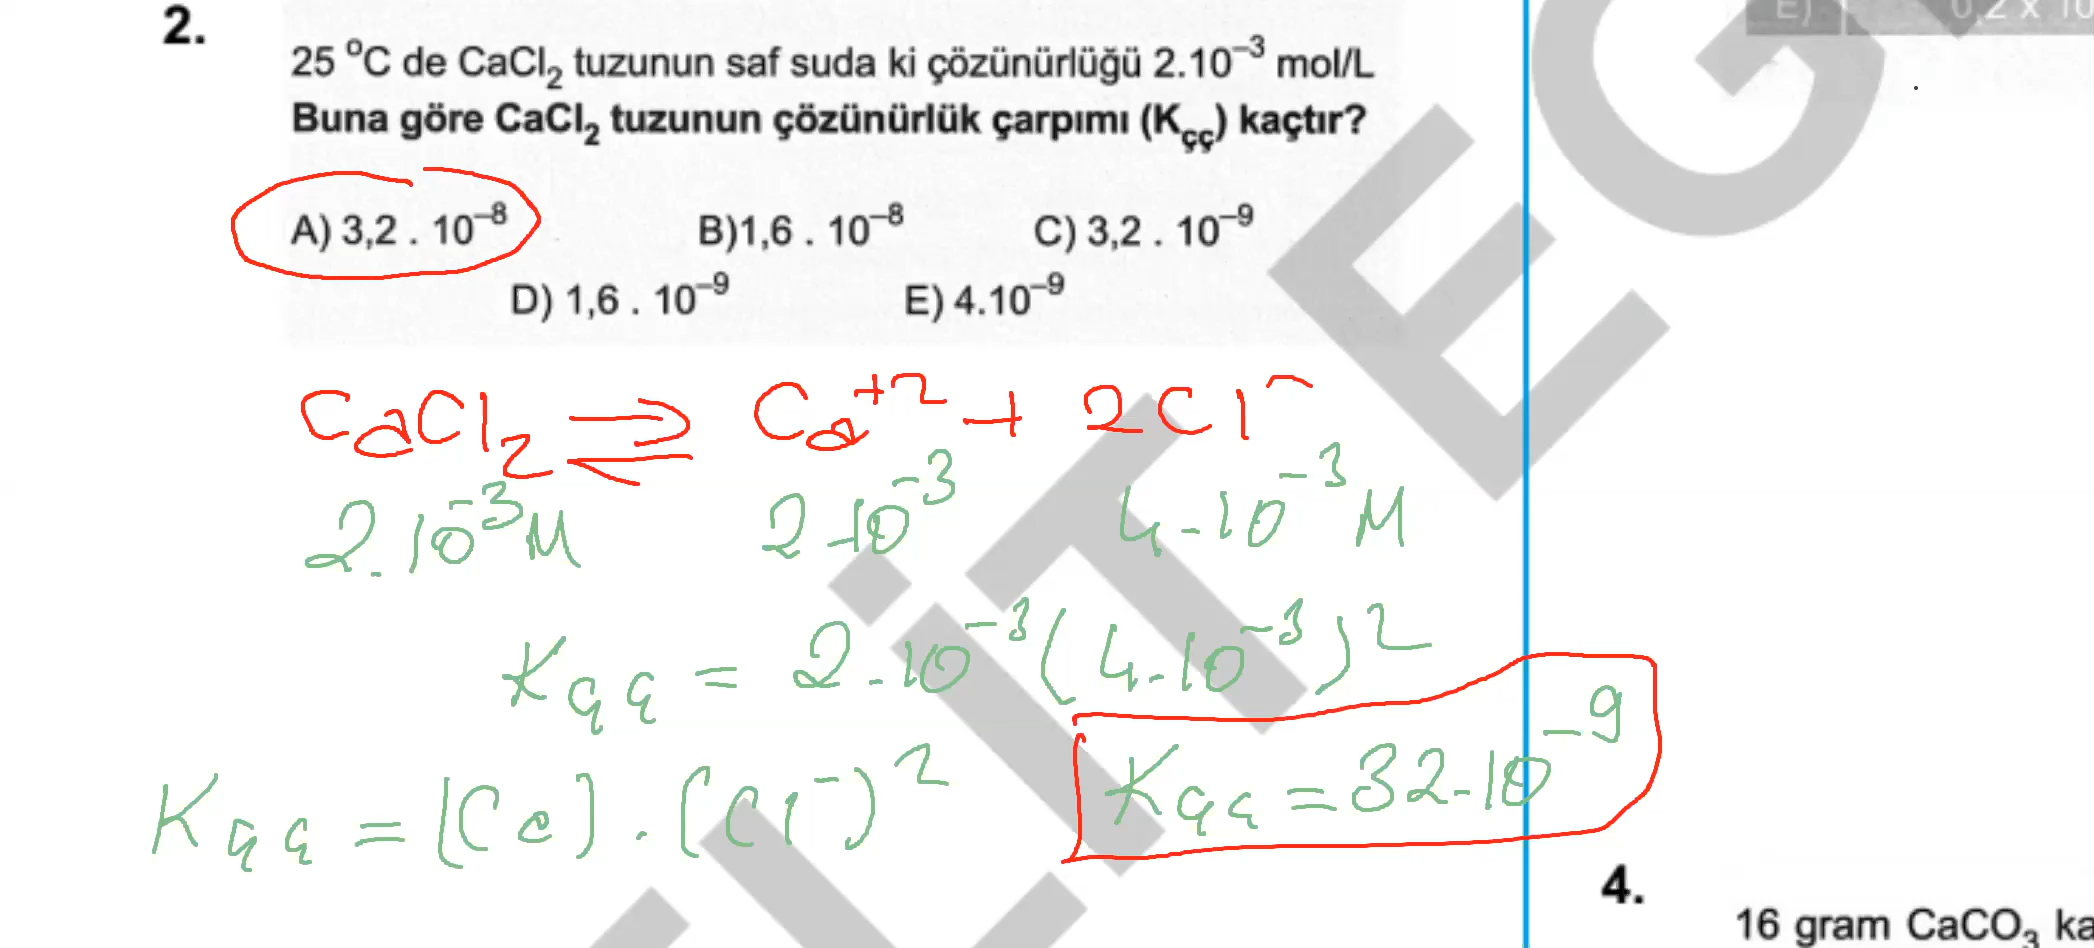 2.
25 °C de CaCl₂ tuzunun saf suda ki çözünürlüğü 2.10⁻³ mol/L
Buna göre CaCl₂ tuzunun çözünürlük çarpımı (Kçç) kaçtır?
A) 3,2 . 10⁻⁸ B)1,6 . 10⁻⁸ C) 3,2 . 10⁻⁹
D) 1,6 . 10⁻⁹ E) 4.10⁻⁹
CaCl₂ ⇌ Ca⁺² + 2Cl⁻
2.10⁻³M 2.10⁻³ 4.10⁻³M
Kçç = 2.10⁻³(4.10⁻³)²
Kçç = [Ca] . (Cl⁻)²
Kçç = 32.10⁻⁹
E) 0,2 x 10
4.
16 gram CaCO₃